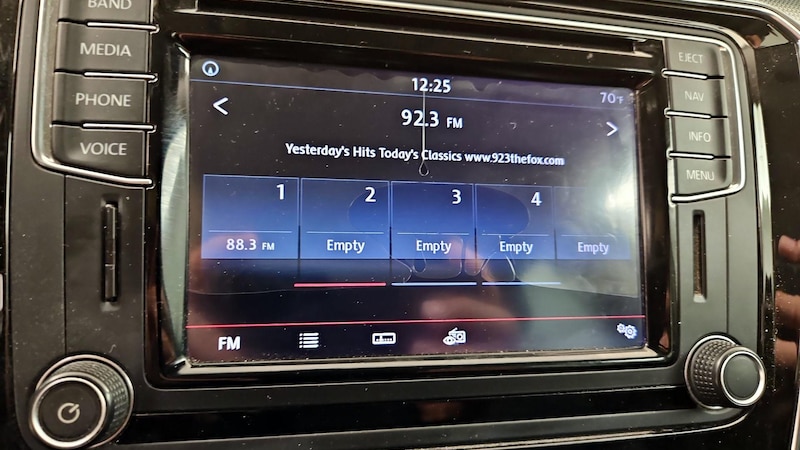 BAND
MEDIA
PHONE
VOICE
12:25
70°F
92.3 FM
Yesterday's Hits Today's Classics www.923thefox.com
1
2
3
4
88.3 FM
Empty
Empty
Empty
Empty
FM
EJECT
NAV
INFO
MENU